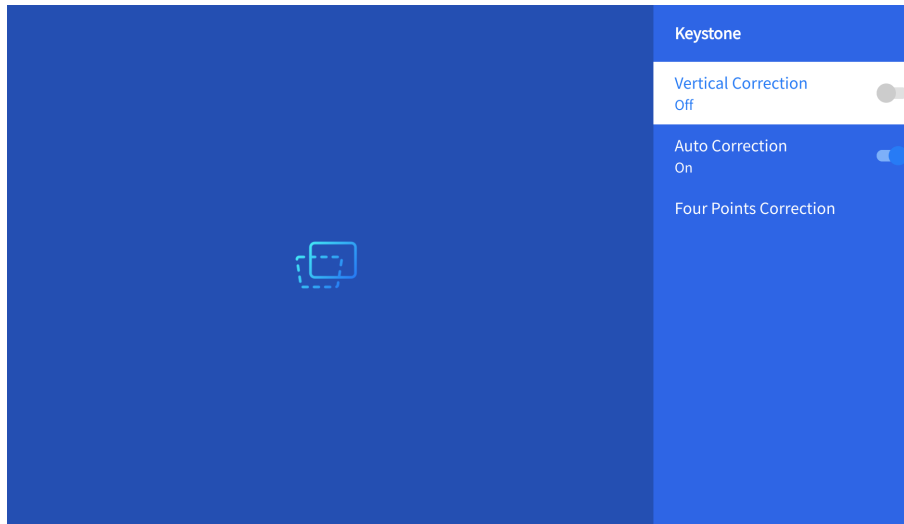 Keystone
Vertical Correction
Off
Auto Correction
On
Four Points Correction